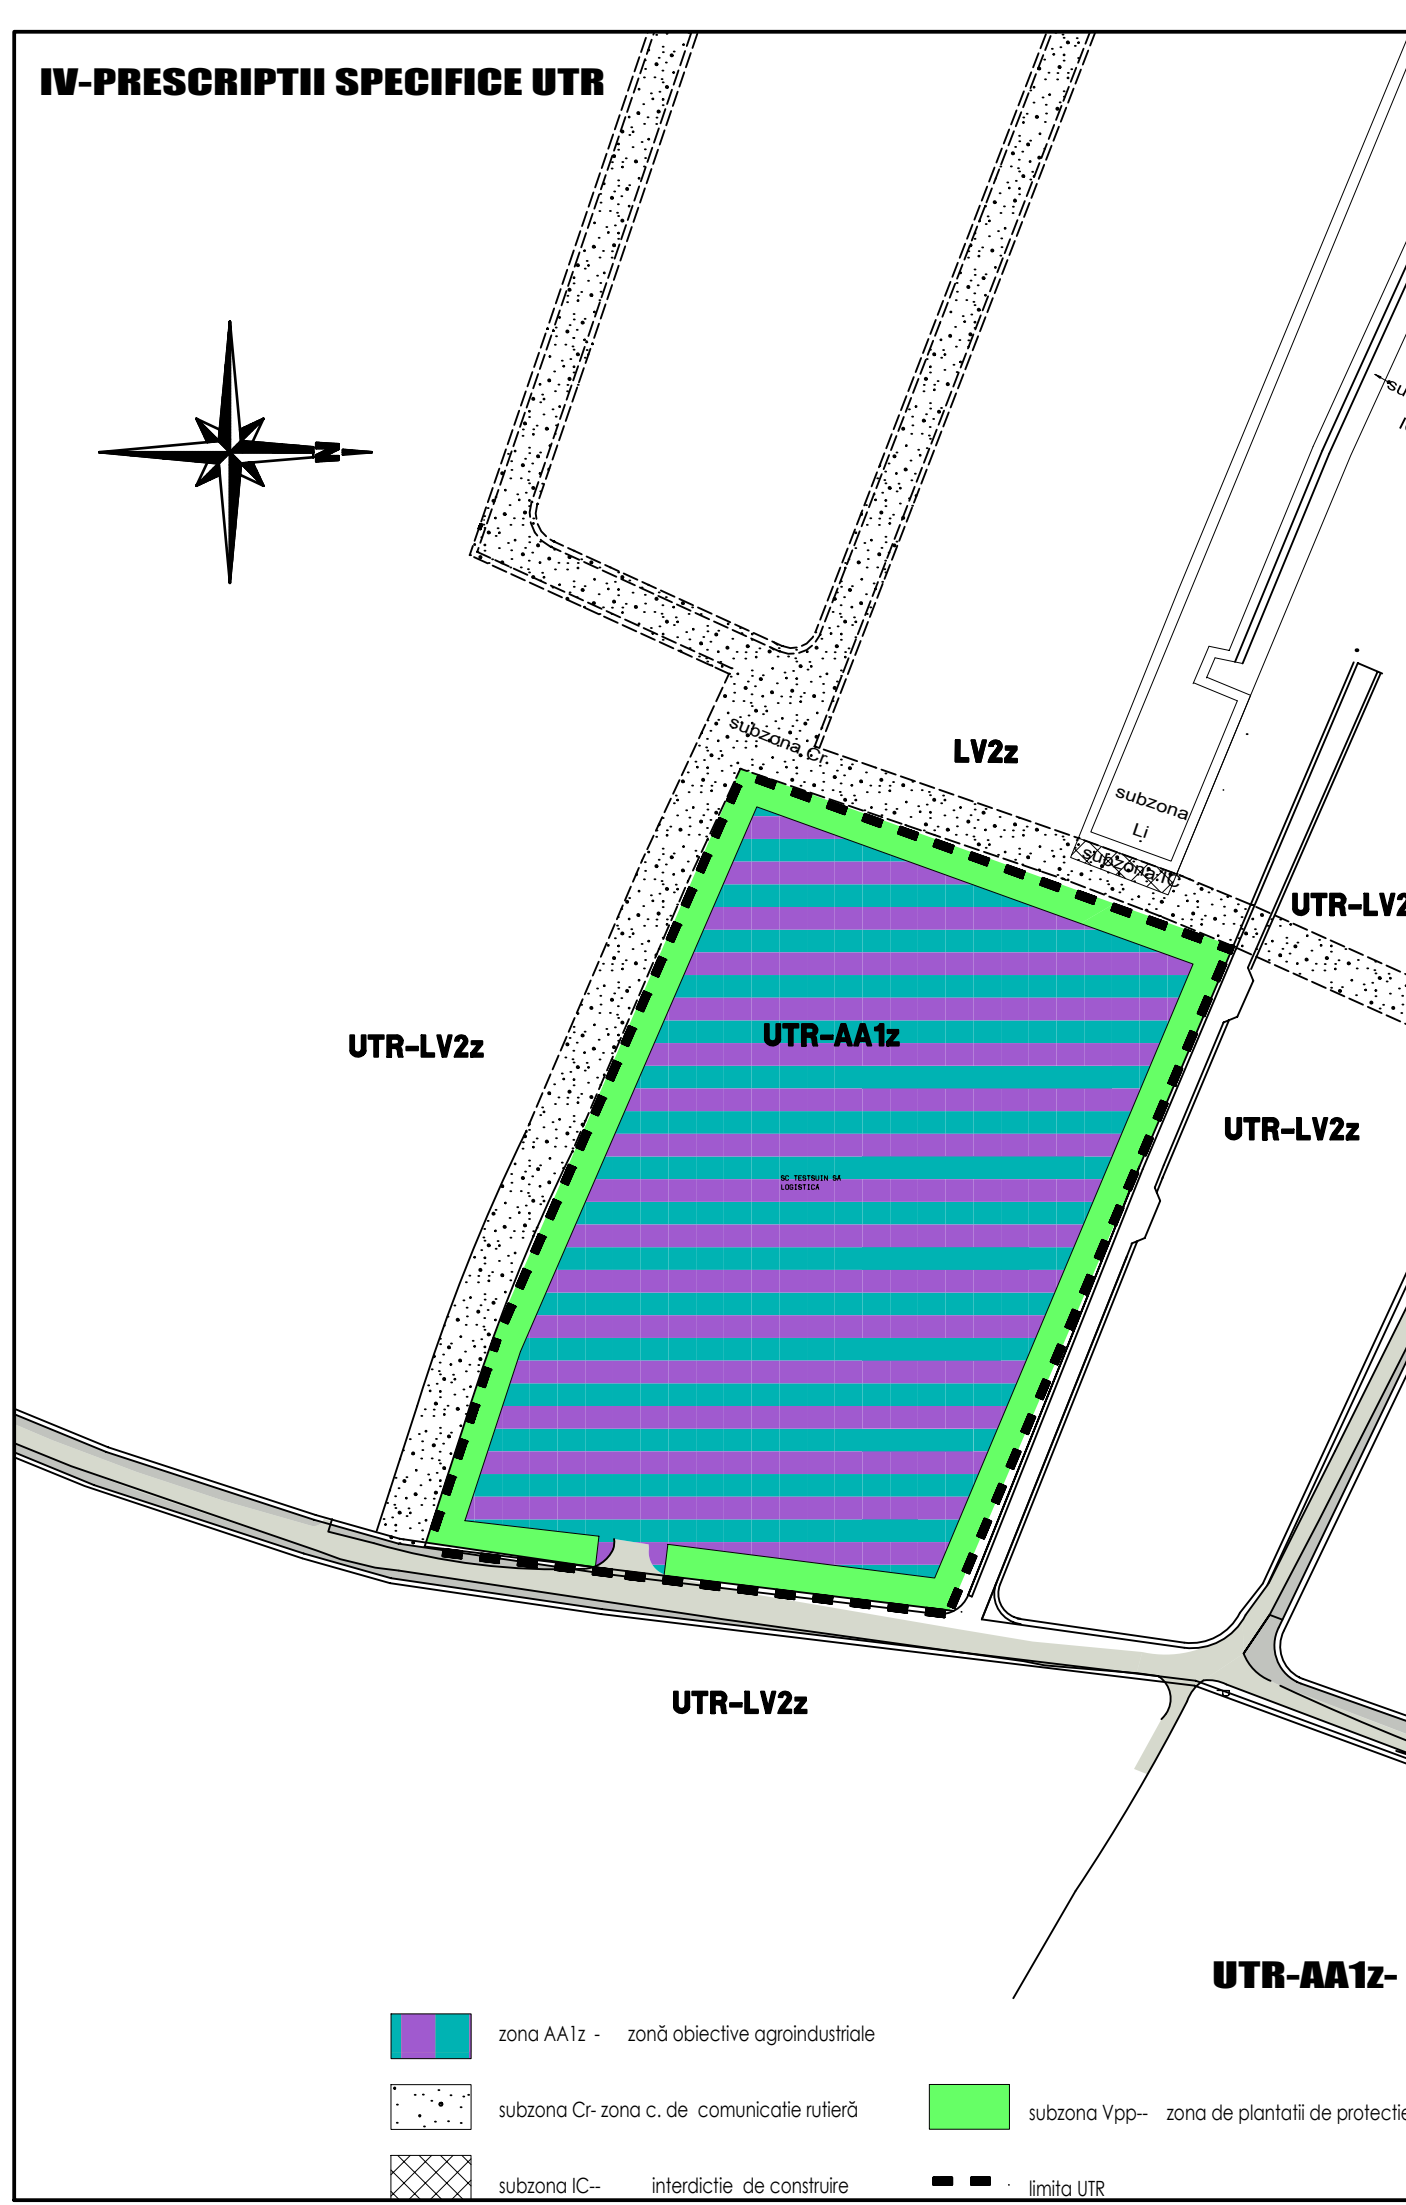 IV-PRESCRIPTII SPECIFICE UTR
N
subzona Cr
LV2z
subzona
Li
subzona IC
UTR-LV2
UTR-AA1z
UTR-LV2z
UTR-LV2z
SC TESTSUIN SA
LOGISTICA
UTR-LV2z
UTR-AA1z-
zona AA1z - zonă obiective agroindustriale
subzona Cr- zona c. de comunicatie rutieră
subzona Vpp-- zona de plantatii de protectie
subzona IC-- interdictie de construire
limita UTR